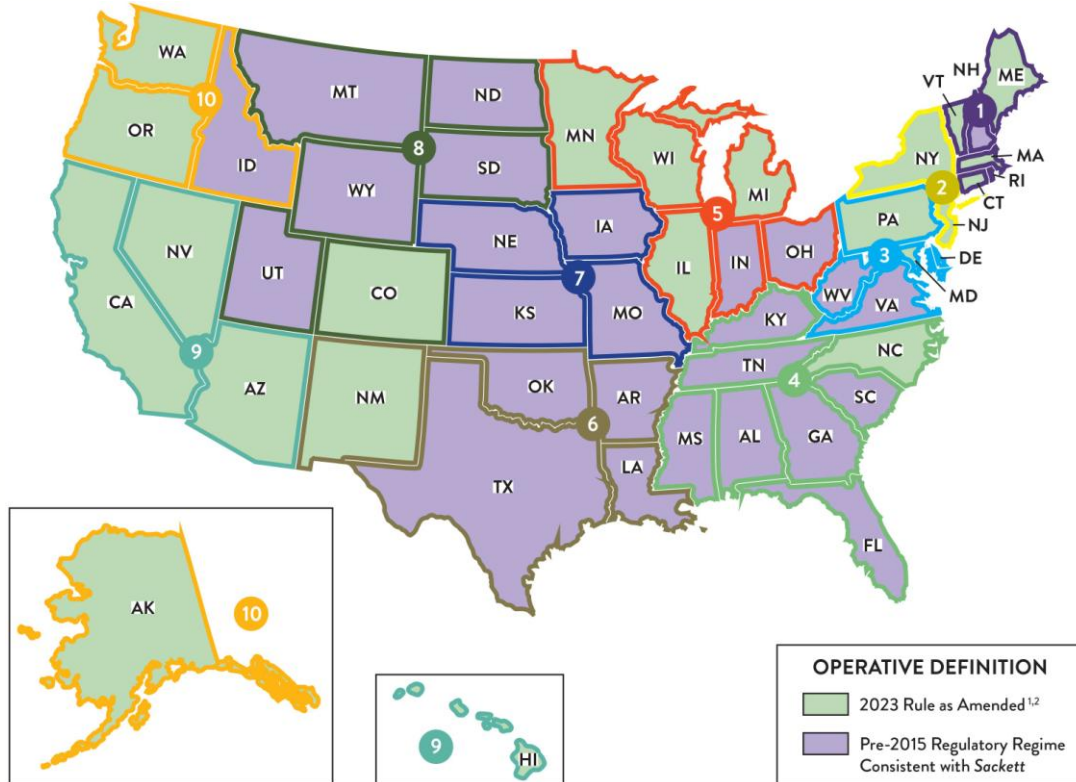 WA
MT
ND
MN
VT
NH
ME
1
10
OR
ID
8
SD
WI
MI
NY
MA
RI
CT
2
WY
5
PA
NJ
NE
IA
NV
UT
CO
7
IL
IN
OH
3
DE
MD
WV
VA
CA
KS
MO
KY
9
NC
TN
4
AZ
NM
OK
AR
SC
6
MS
AL
GA
TX
LA
FL
AK
10
9
HI
OPERATIVE DEFINITION
2023 Rule as Amended 1,2
Pre-2015 Regulatory Regime
Consistent with Sackett